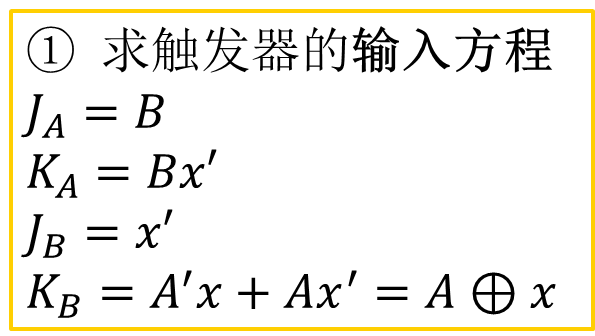 ① 求触发器的输入方程
J_A = B
K_A = Bx′
J_B = x′
K_B = A′x + Ax′ = A ⊕ x